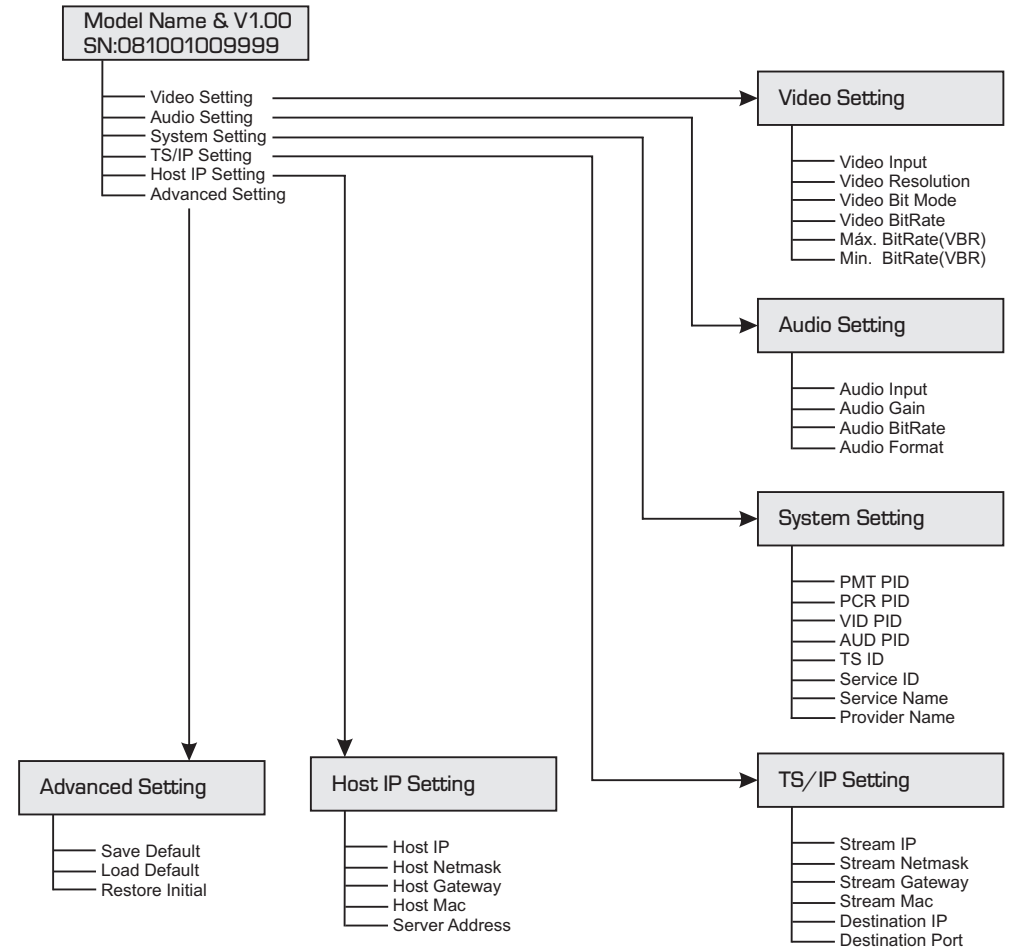 Model Name & V1.00
SN:081001009999
Video Setting
Audio Setting
System Setting
TS/IP Setting
Host IP Setting
Advanced Setting
Video Setting
Video Input
Video Resolution
Video Bit Mode
Video BitRate
Máx. BitRate(VBR)
Min. BitRate(VBR)
Audio Setting
Audio Input
Audio Gain
Audio BitRate
Audio Format
System Setting
PMT PID
PCR PID
VID PID
AUD PID
TS ID
Service ID
Service Name
Provider Name
Advanced Setting
Save Default
Load Default
Restore Initial
Host IP Setting
Host IP
Host Netmask
Host Gateway
Host Mac
Server Address
TS/IP Setting
Stream IP
Stream Netmask
Stream Gateway
Stream Mac
Destination IP
Destination Port